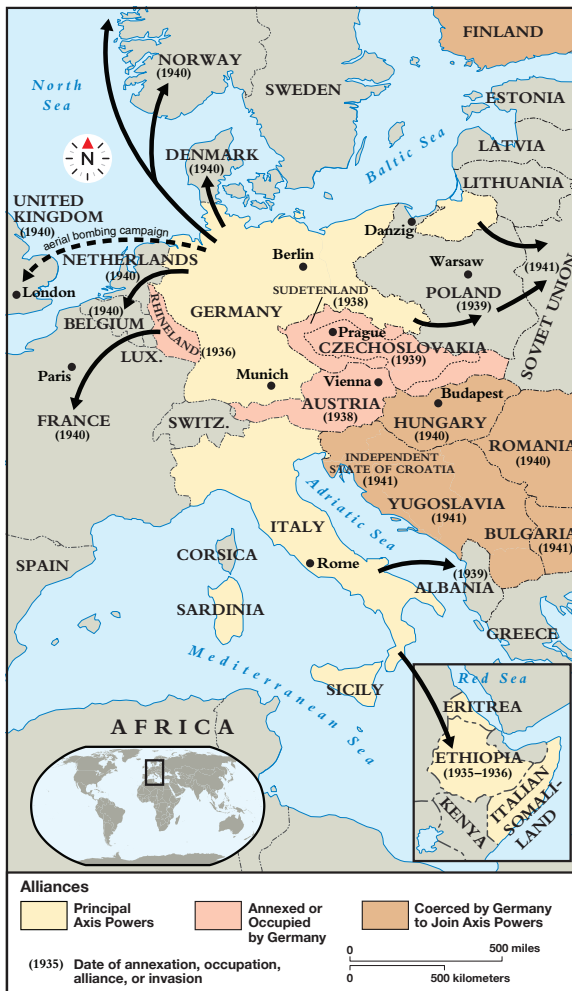 FINLAND
NORWAY
(1940)
SWEDEN
North
Sea
N
ESTONIA
LATVIA
LITHUANIA
Baltic Sea
DENMARK
(1940)
UNITED
KINGDOM
(1940)
aerial bombing campaign
London
NETHERLANDS
(1940)
(1940)
BELGIUM
LUX.
RHINELAND
(1936)
Danzig
Berlin
Warsaw
POLAND
(1939)
(1941)
SOVIET UNION
SUDETENLAND
(1938)
GERMANY
Prague
CZECHOSLOVAKIA
(1939)
Paris
Munich
Vienna
AUSTRIA
(1938)
Budapest
HUNGARY
(1940)
FRANCE
(1940)
SWITZ.
ROMANIA
(1940)
INDEPENDENT
STATE OF CROATIA
(1941)
YUGOSLAVIA
(1941)
BULGARIA
(1941)
Adriatic Sea
ITALY
Rome
CORSICA
SPAIN
SARDINIA
(1939)
ALBANIA
GREECE
Mediterranean Sea
SICILY
AFRICA
Red Sea
ERITREA
ETHIOPIA
(1935–1936)
KENYA
ITALIAN
SOMALI-
LAND
Alliances
Principal
Axis Powers
Annexed or
Occupied
by Germany
Coerced by Germany
to Join Axis Powers
(1935) Date of annexation, occupation,
alliance, or invasion
0 500 miles
0 500 kilometers